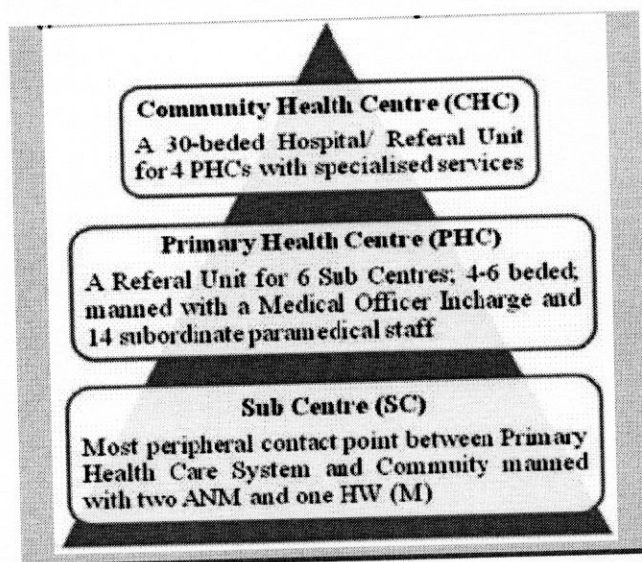 Community Health Centre (CHC)
A 30-beded Hospital/ Referal Unit
for 4 PHCs with specialised services
Primary Health Centre (PHC)
A Referal Unit for 6 Sub Centres; 4-6 beded;
manned with a Medical Officer Incharge and
14 subordinate paramedical staff
Sub Centre (SC)
Most peripheral contact point between Primary
Health Care System and Commuity manned
with two ANM and one HW (M)